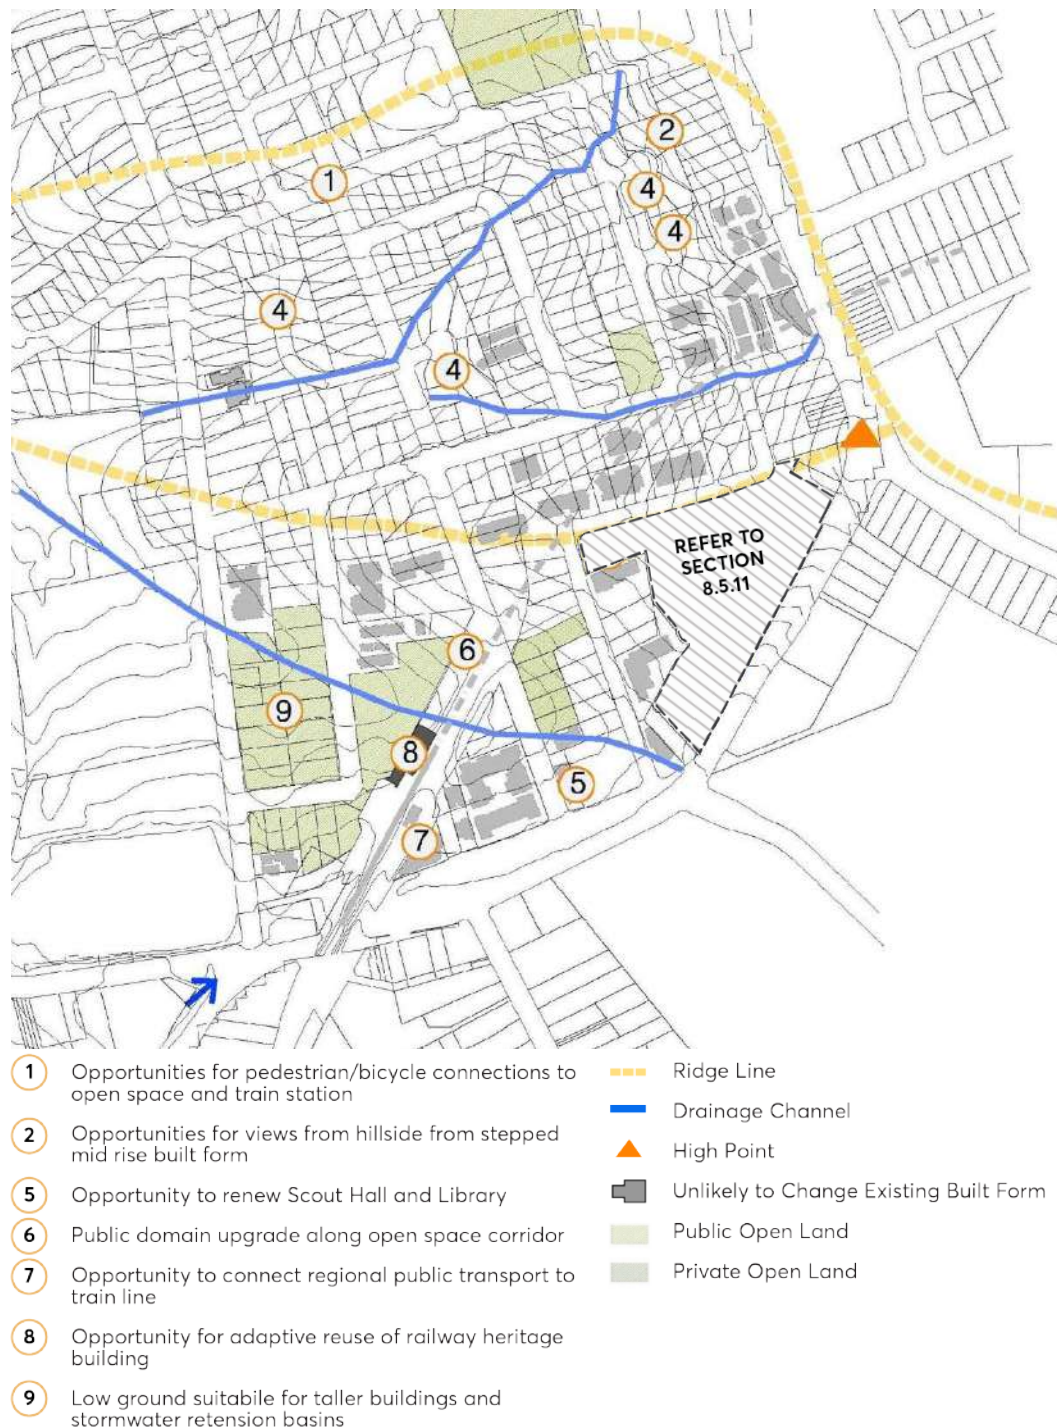 2
1
4
4
4
4
REFER TO
SECTION
8.5.11
6
9
8
5
7
1 Opportunities for pedestrian/bicycle connections to
open space and train station
2 Opportunities for views from hillside from stepped
mid rise built form
5 Opportunity to renew Scout Hall and Library
6 Public domain upgrade along open space corridor
7 Opportunity to connect regional public transport to
train line
8 Opportunity for adaptive reuse of railway heritage
building
9 Low ground suitabile for taller buildings and
stormwater retension basins
Ridge Line
Drainage Channel
High Point
Unlikely to Change Existing Built Form
Public Open Land
Private Open Land